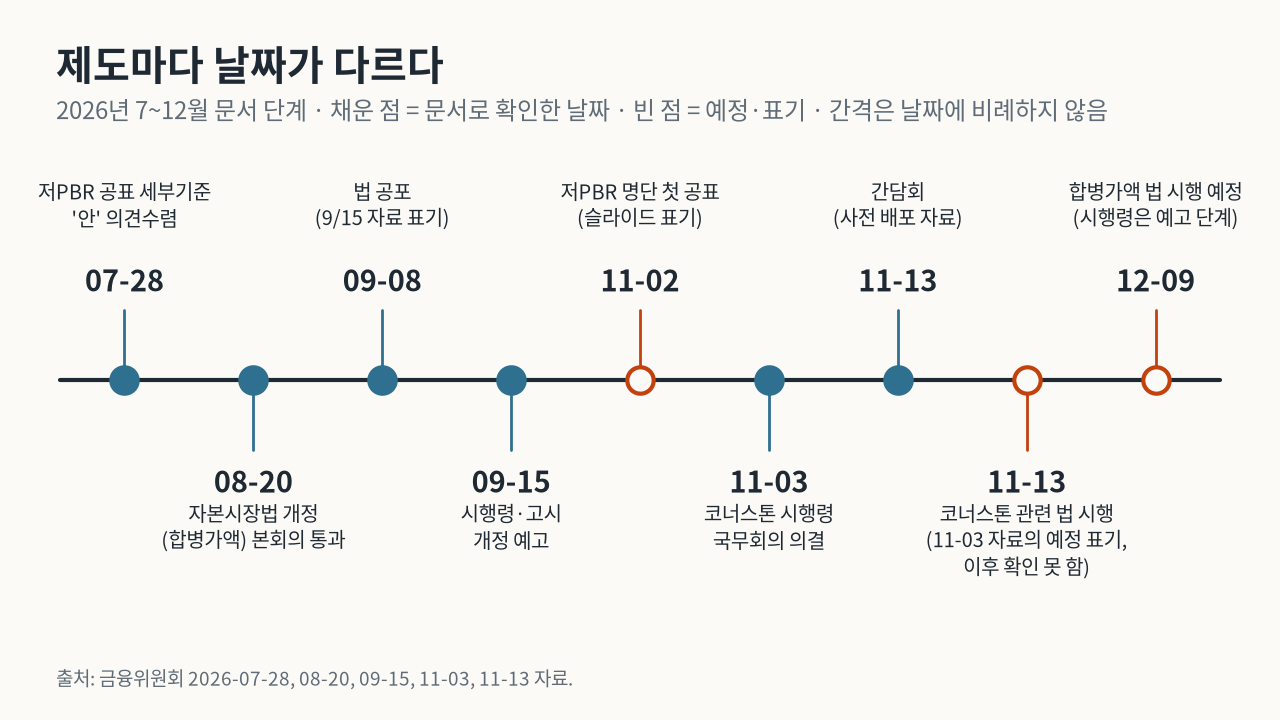 제도마다 날짜가 다르다
2026년 7~12월 문서 단계 · 채운 점 = 문서로 확인한 날짜 · 빈 점 = 예정·표기 · 간격은 날짜에 비례하지 않음
저PBR 공표 세부기준
'안' 의견수렴
07-28
법 공포
(9/15 자료 표기)
09-08
저PBR 명단 첫 공표
(슬라이드 표기)
11-02
간담회
(사전 배포 자료)
11-13
합병가액 법 시행 예정
(시행령은 예고 단계)
12-09
08-20
자본시장법 개정
(합병가액) 본회의 통과
09-15
시행령·고시
개정 예고
11-03
코너스톤 시행령
국무회의 의결
11-13
코너스톤 관련 법 시행
(11-03 자료의 예정 표기,
이후 확인 못 함)
출처: 금융위원회 2026-07-28, 08-20, 09-15, 11-03, 11-13 자료.